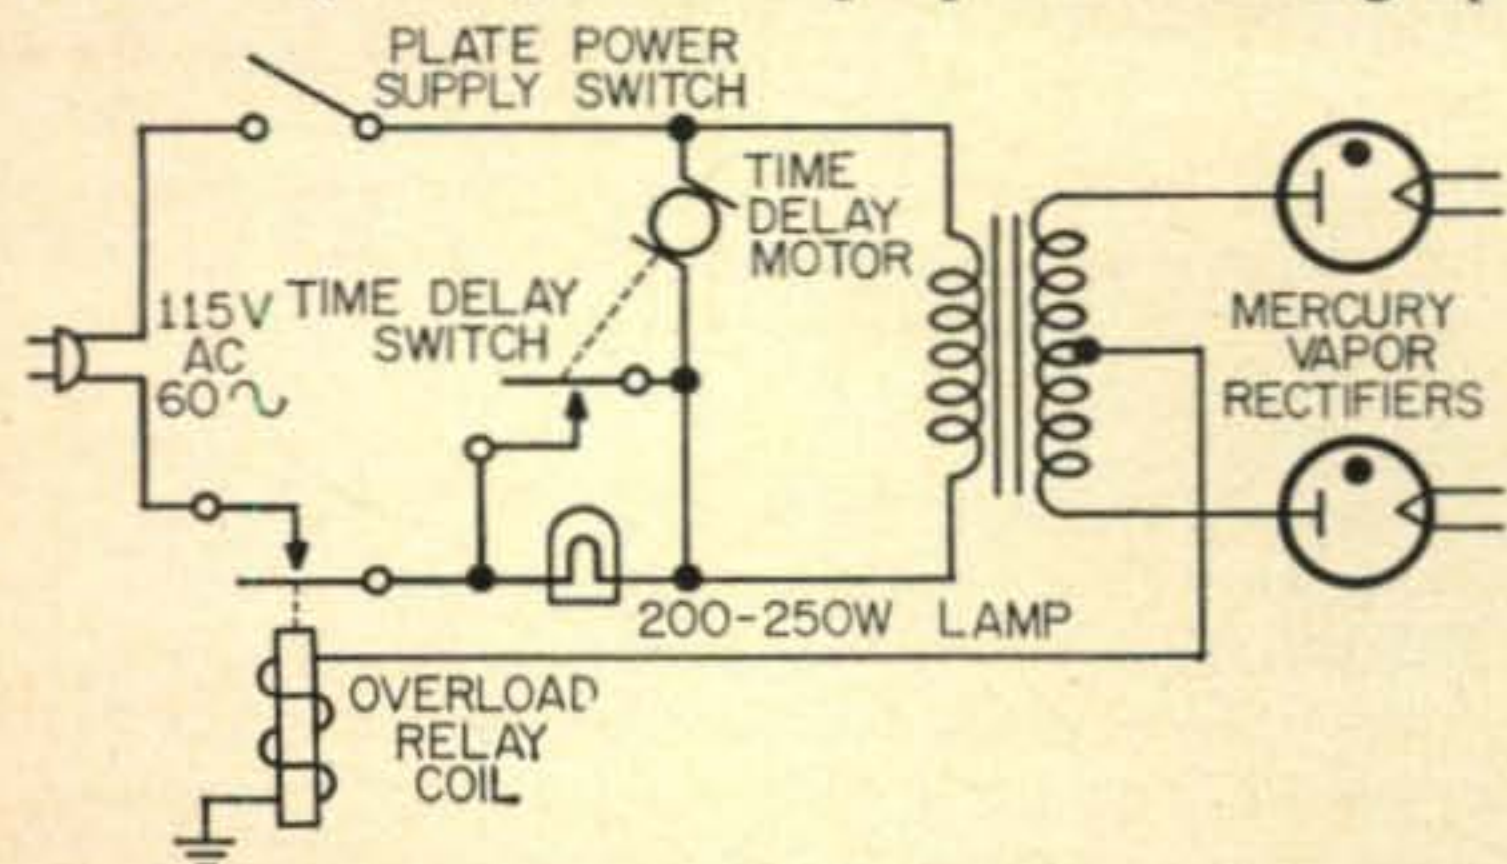 PLATE POWER
SUPPLY SWITCH
TIME
DELAY
MOTOR
115V
AC
60∿
TIME DELAY
SWITCH
MERCURY
VAPOR
RECTIFIERS
200-250W LAMP
OVERLOAD
RELAY
COIL